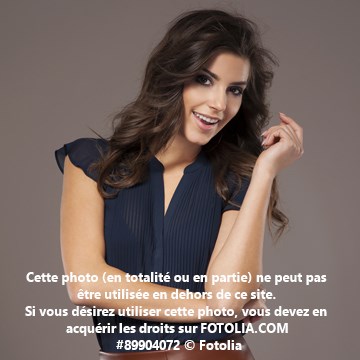 Cette photo (en totalité ou en partie) ne peut pas
être utilisée en dehors de ce site.
Si vous désirez utiliser cette photo, vous devez en
acquérir les droits sur FOTOLIA.COM
#89904072 © Fotolia